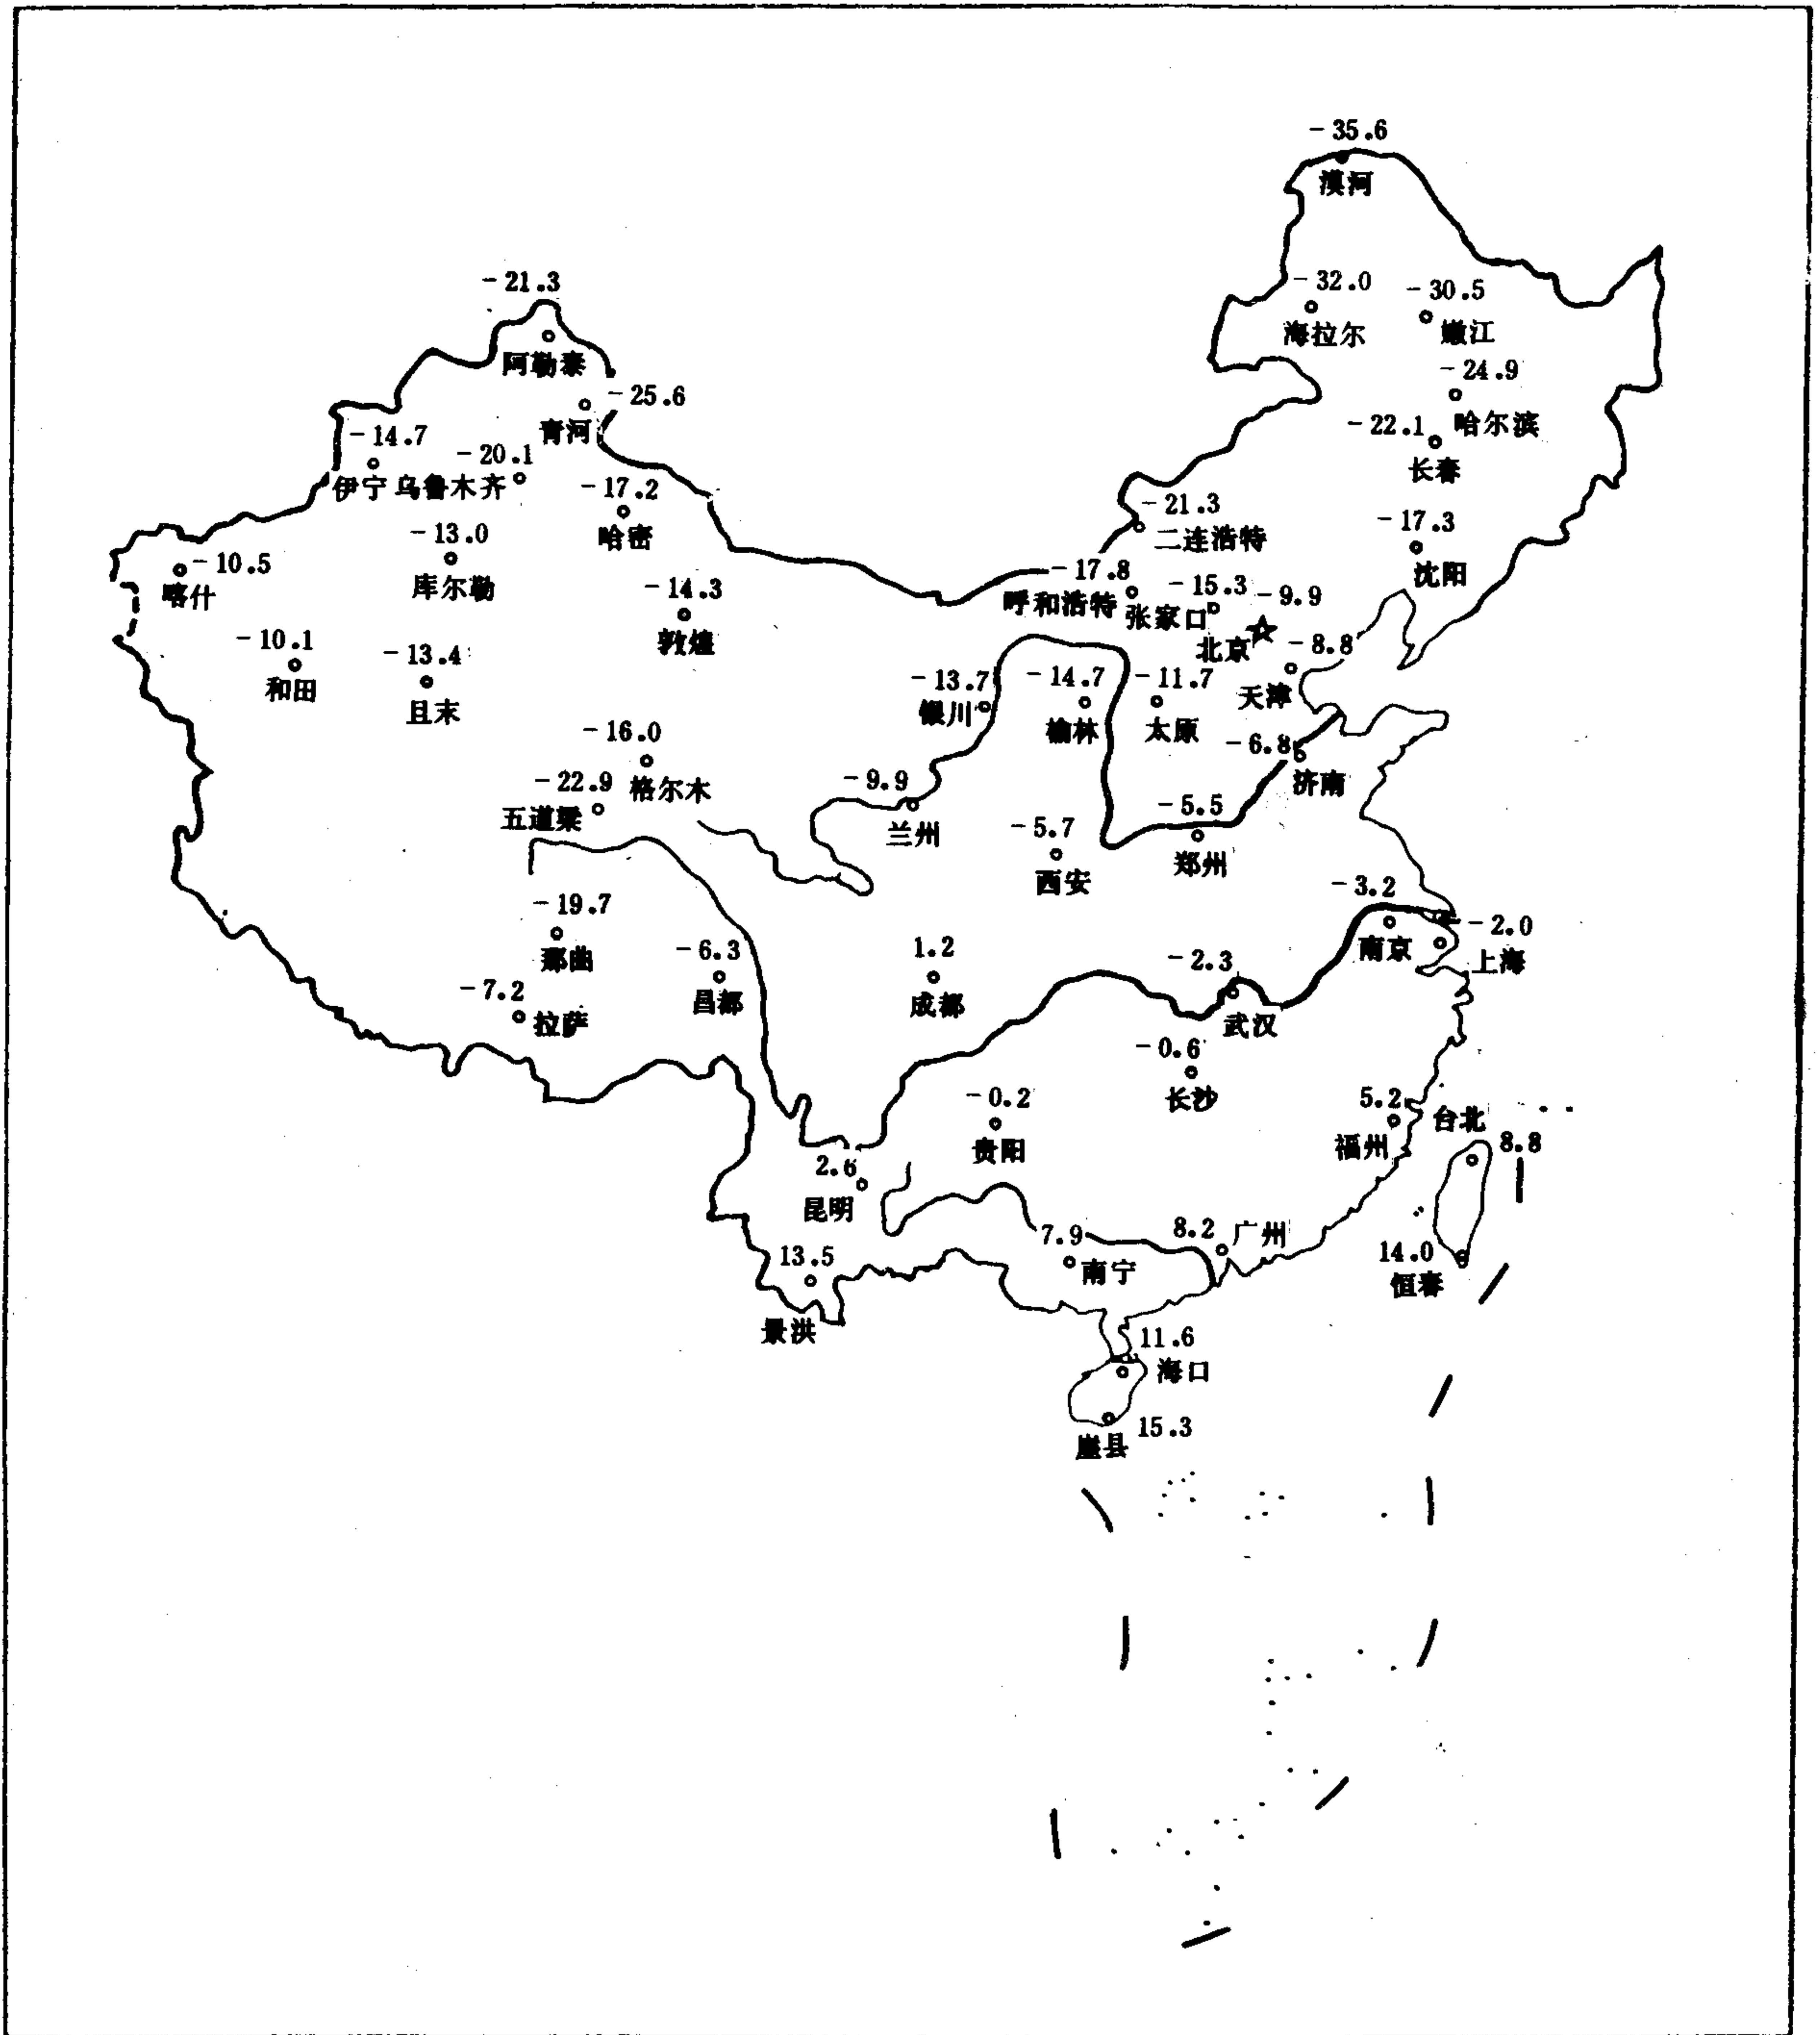 -35.6
漠河
-21.3
阿勒泰
-32.0
海拉尔
-30.5
嫩江
-24.9
哈尔滨
-25.6
青河
-22.1
长春
-14.7
伊宁
-20.1
乌鲁木齐
-17.2
哈密
-21.3
二连浩特
-17.3
沈阳
-13.0
库尔勒
-10.5
喀什
-17.8
呼和浩特
-15.3
张家口
-9.9
北京
-14.3
敦煌
-10.1
和田
-13.4
且末
-8.8
天津
-13.7
银川
-14.7
榆林
-11.7
太原
-16.0
格尔木
-6.8
济南
-22.9
五道梁
-9.9
兰州
-5.5
郑州
-5.7
西安
-3.2
南京
-2.0
上海
-19.7
那曲
-6.3
昌都
1.2
成都
-2.3
武汉
-7.2
拉萨
-0.6
长沙
-0.2
贵阳
5.2
福州
台北
8.8
2.6
昆明
7.9
南宁
8.2
广州
14.0
恒春
13.5
景洪
11.6
海口
15.3
崖县